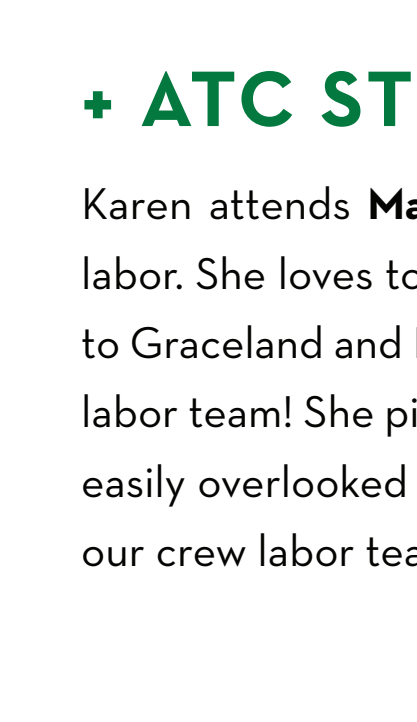 + ATC ST
Karen attends Ma
labor. She loves to
to Graceland and
labor team! She pi
easily overlooked
our crew labor tea